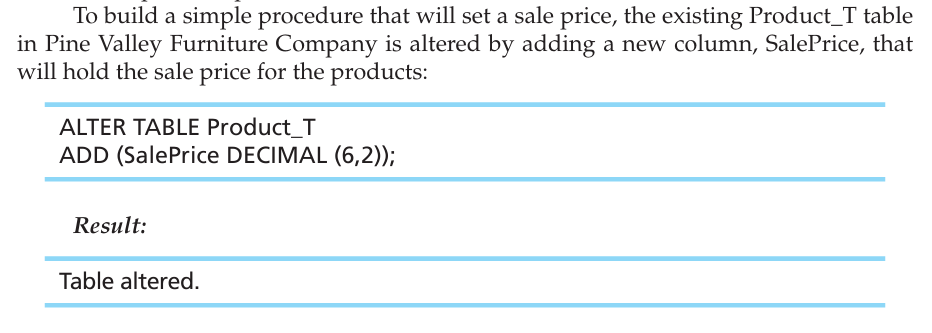 To build a simple procedure that will set a sale price, the existing Product_T table
in Pine Valley Furniture Company is altered by adding a new column, SalePrice, that
will hold the sale price for the products:
ALTER TABLE Product_T
ADD (SalePrice DECIMAL (6,2));
Result:
Table altered.